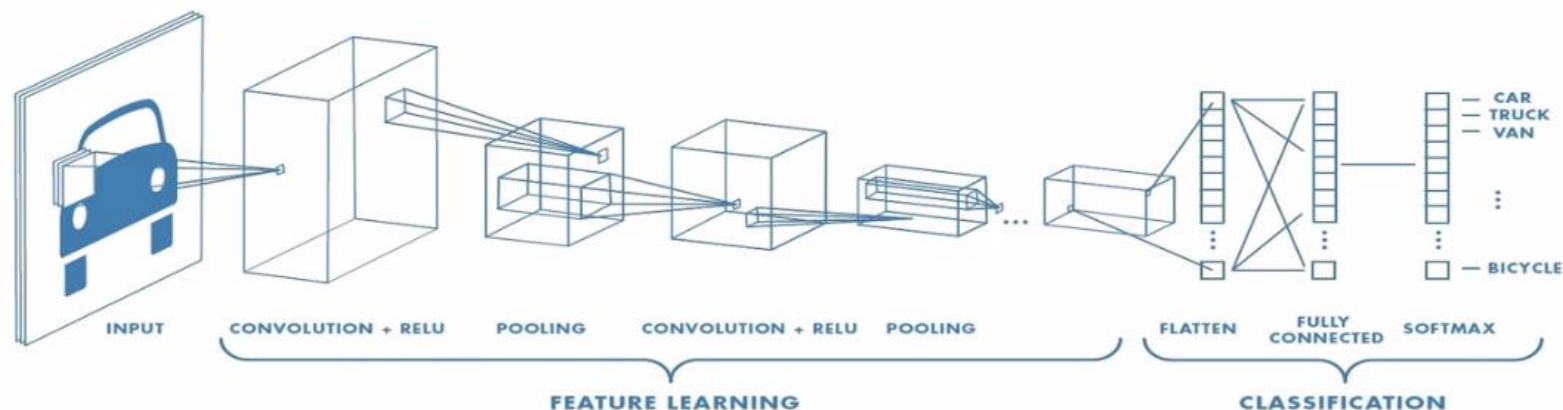 CAR
TRUCK
VAN
BICYCLE
INPUT
CONVOLUTION + RELU
POOLING
CONVOLUTION + RELU
POOLING
FLATTEN
FULLY
CONNECTED
SOFTMAX
FEATURE LEARNING
CLASSIFICATION